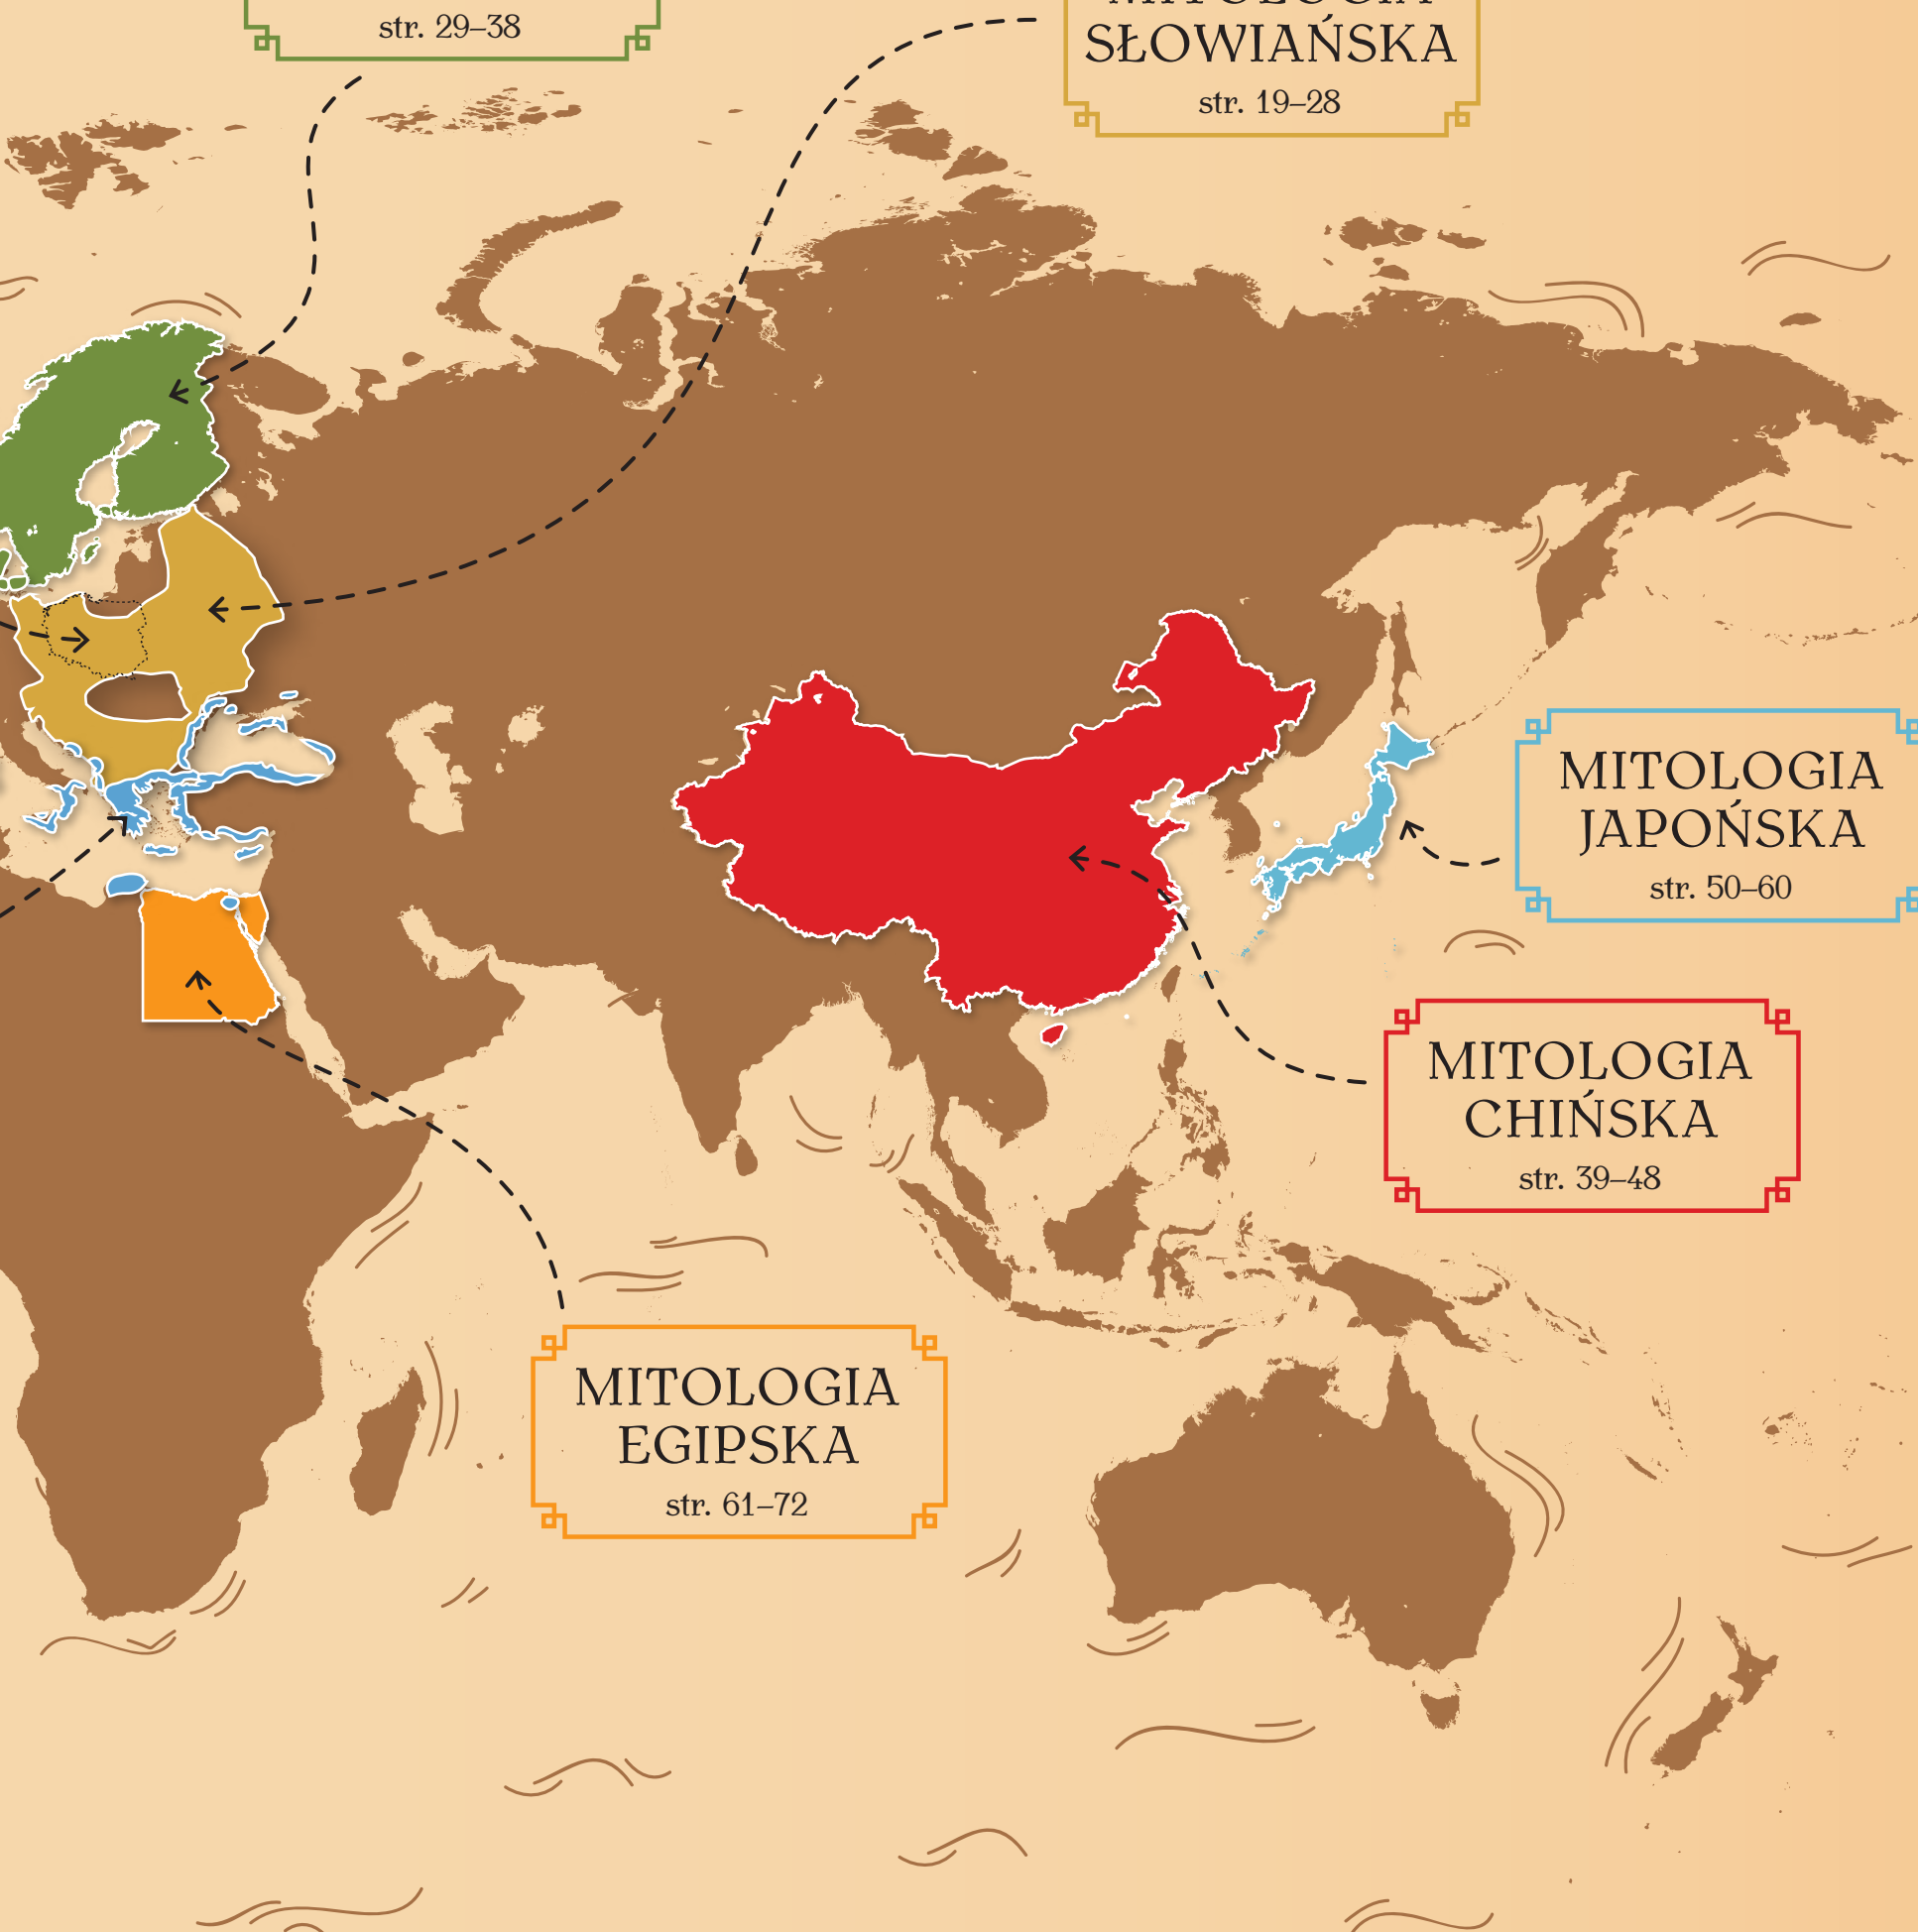 str. 29–38
MITOLOGIA
SŁOWIAŃSKA
str. 19–28
MITOLOGIA
JAPOŃSKA
str. 50–60
MITOLOGIA
CHIŃSKA
str. 39–48
MITOLOGIA
EGIPSKA
str. 61–72